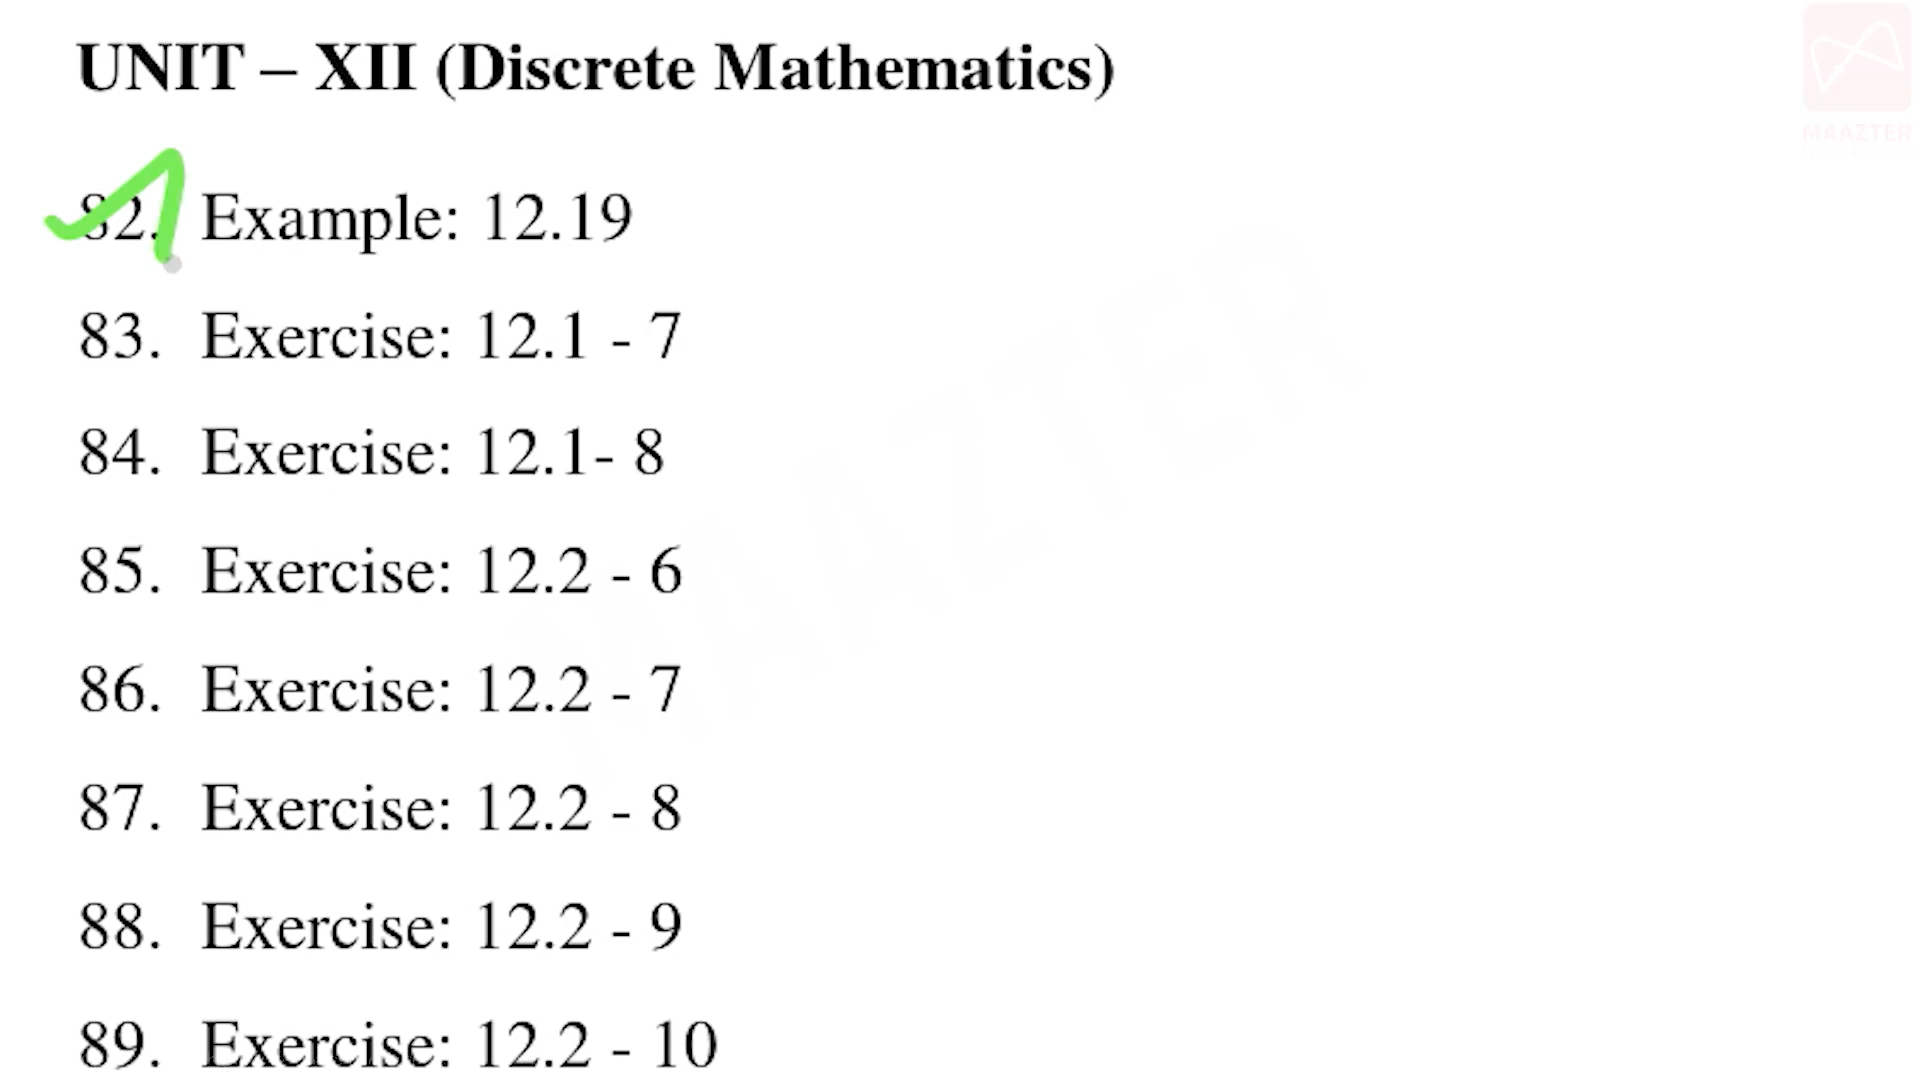 UNIT – XII (Discrete Mathematics)
MAAZTER
82. Example: 12.19
83. Exercise: 12.1 - 7
84. Exercise: 12.1- 8
85. Exercise: 12.2 - 6
86. Exercise: 12.2 - 7
87. Exercise: 12.2 - 8
88. Exercise: 12.2 - 9
89. Exercise: 12.2 - 10
MAAZTER